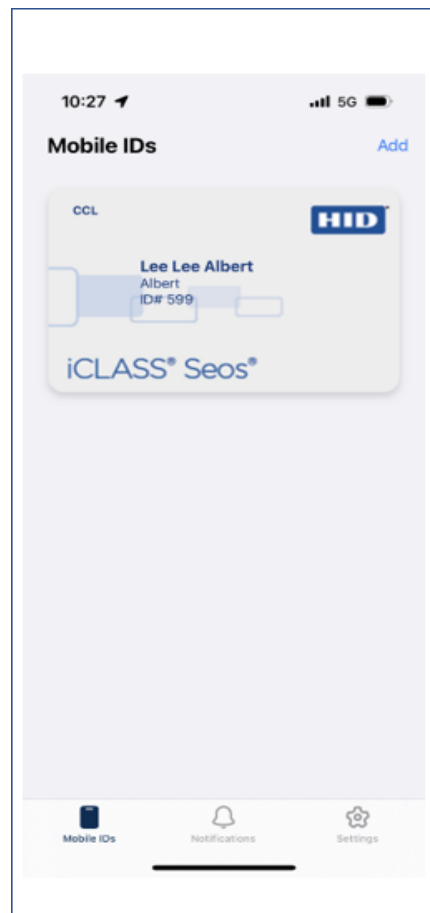 10:27 5G
Mobile IDs Add
CCL HID
Lee Lee Albert
Albert
ID# 599
iCLASS® Seos®
Mobile IDs Notifications Settings